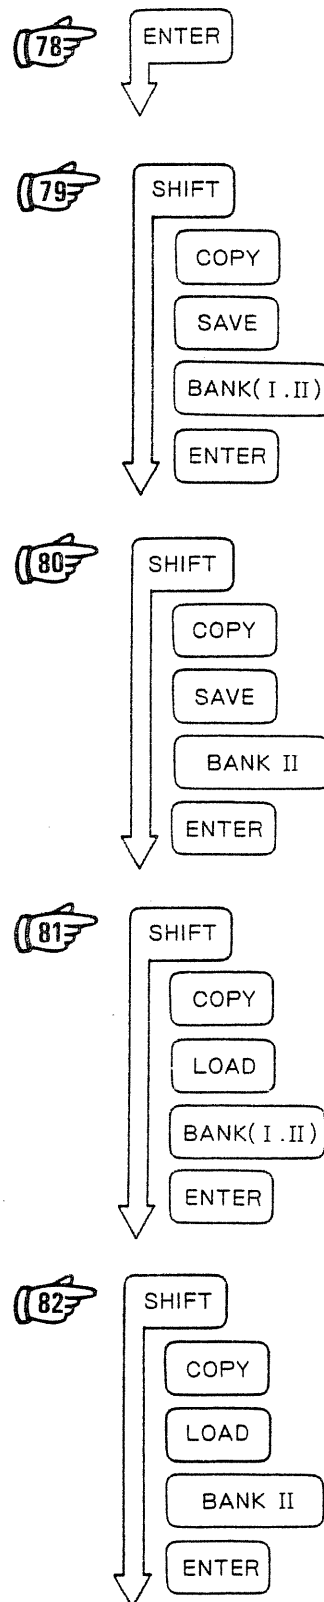 78
ENTER
79
SHIFT
COPY
SAVE
BANK( I .II)
ENTER
80
SHIFT
COPY
SAVE
BANK II
ENTER
81
SHIFT
COPY
LOAD
BANK( I .II)
ENTER
82
SHIFT
COPY
LOAD
BANK II
ENTER